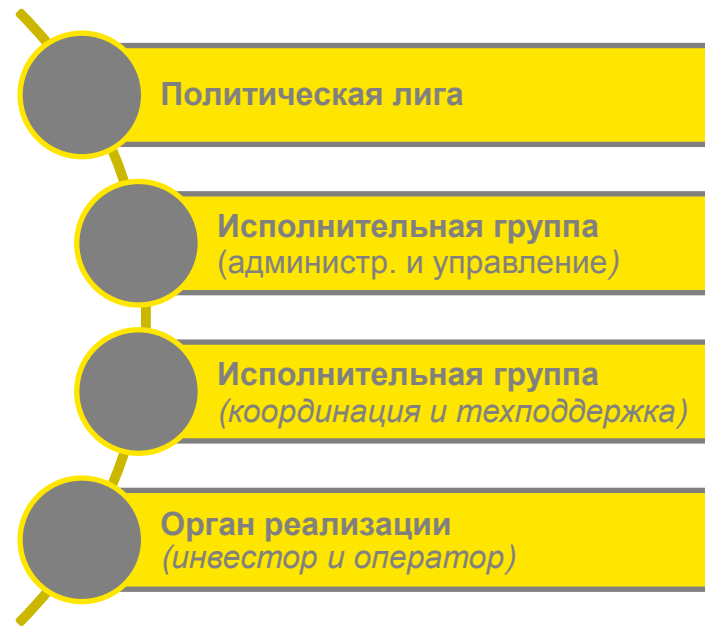 Политическая лига
Исполнительная группа
(администр. и управление)
Исполнительная группа
(координация и техподдержка)
Орган реализации
(инвестор и оператор)